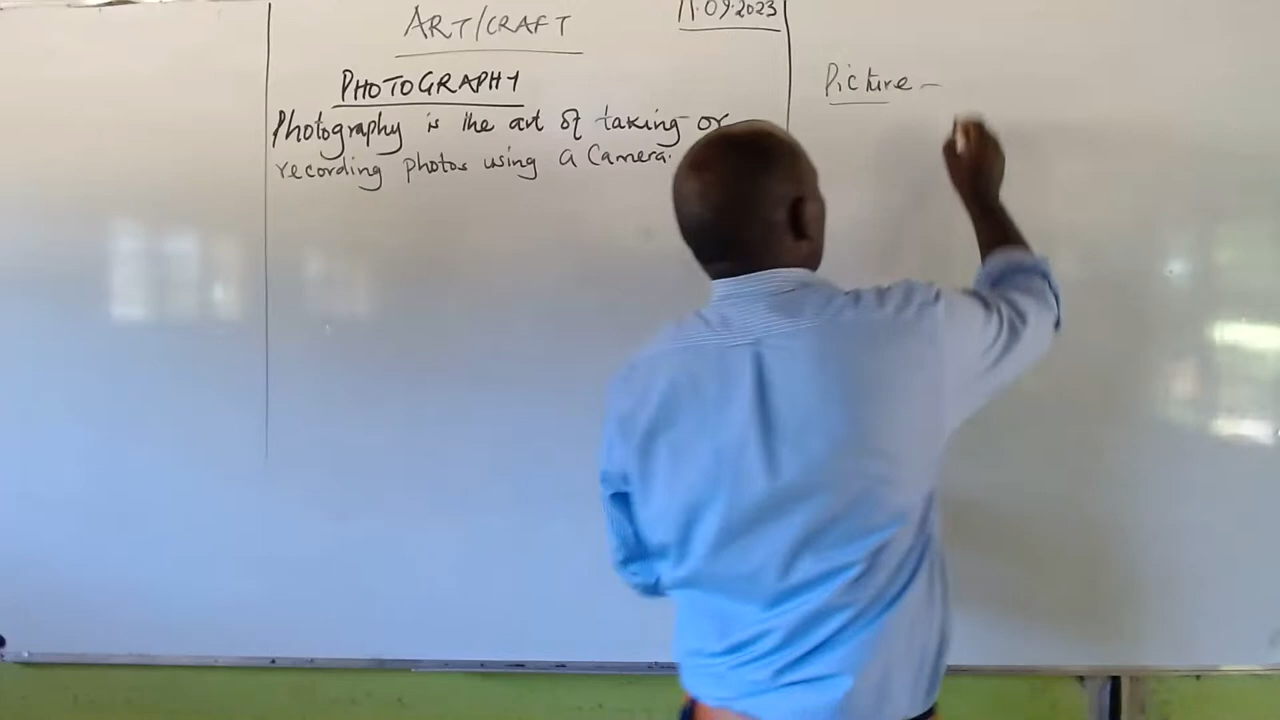 ART/CRAFT
11.09.2023
PHOTOGRAPHY
Photography is the art of taking or
recording photos using a Camera.
Picture -